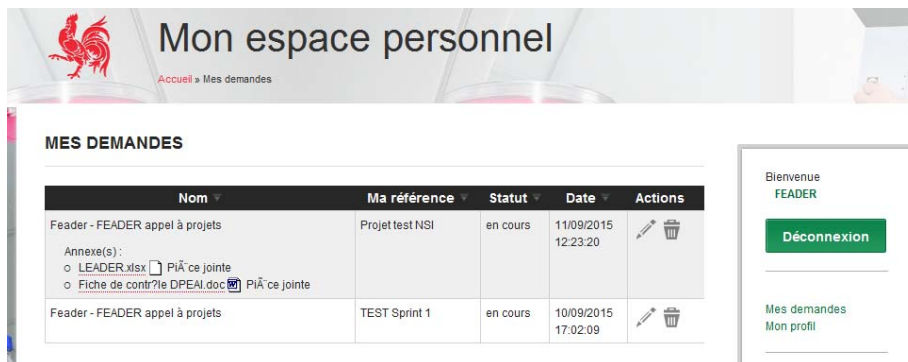 Mon espace personnel
Accueil » Mes demandes
MES DEMANDES
Nom Ma référence Statut Date Actions
Feader - FEADER appel à projets Projet test NSI en cours 11/09/2015
12:23:20
Annexe(s) :
LEADER.xlsx PiÃ¨ce jointe
Fiche de contr?le DPEAI.doc PiÃ¨ce jointe
Feader - FEADER appel à projets TEST Sprint 1 en cours 10/09/2015
17:02:09
Bienvenue
FEADER
Déconnexion
Mes demandes
Mon profil